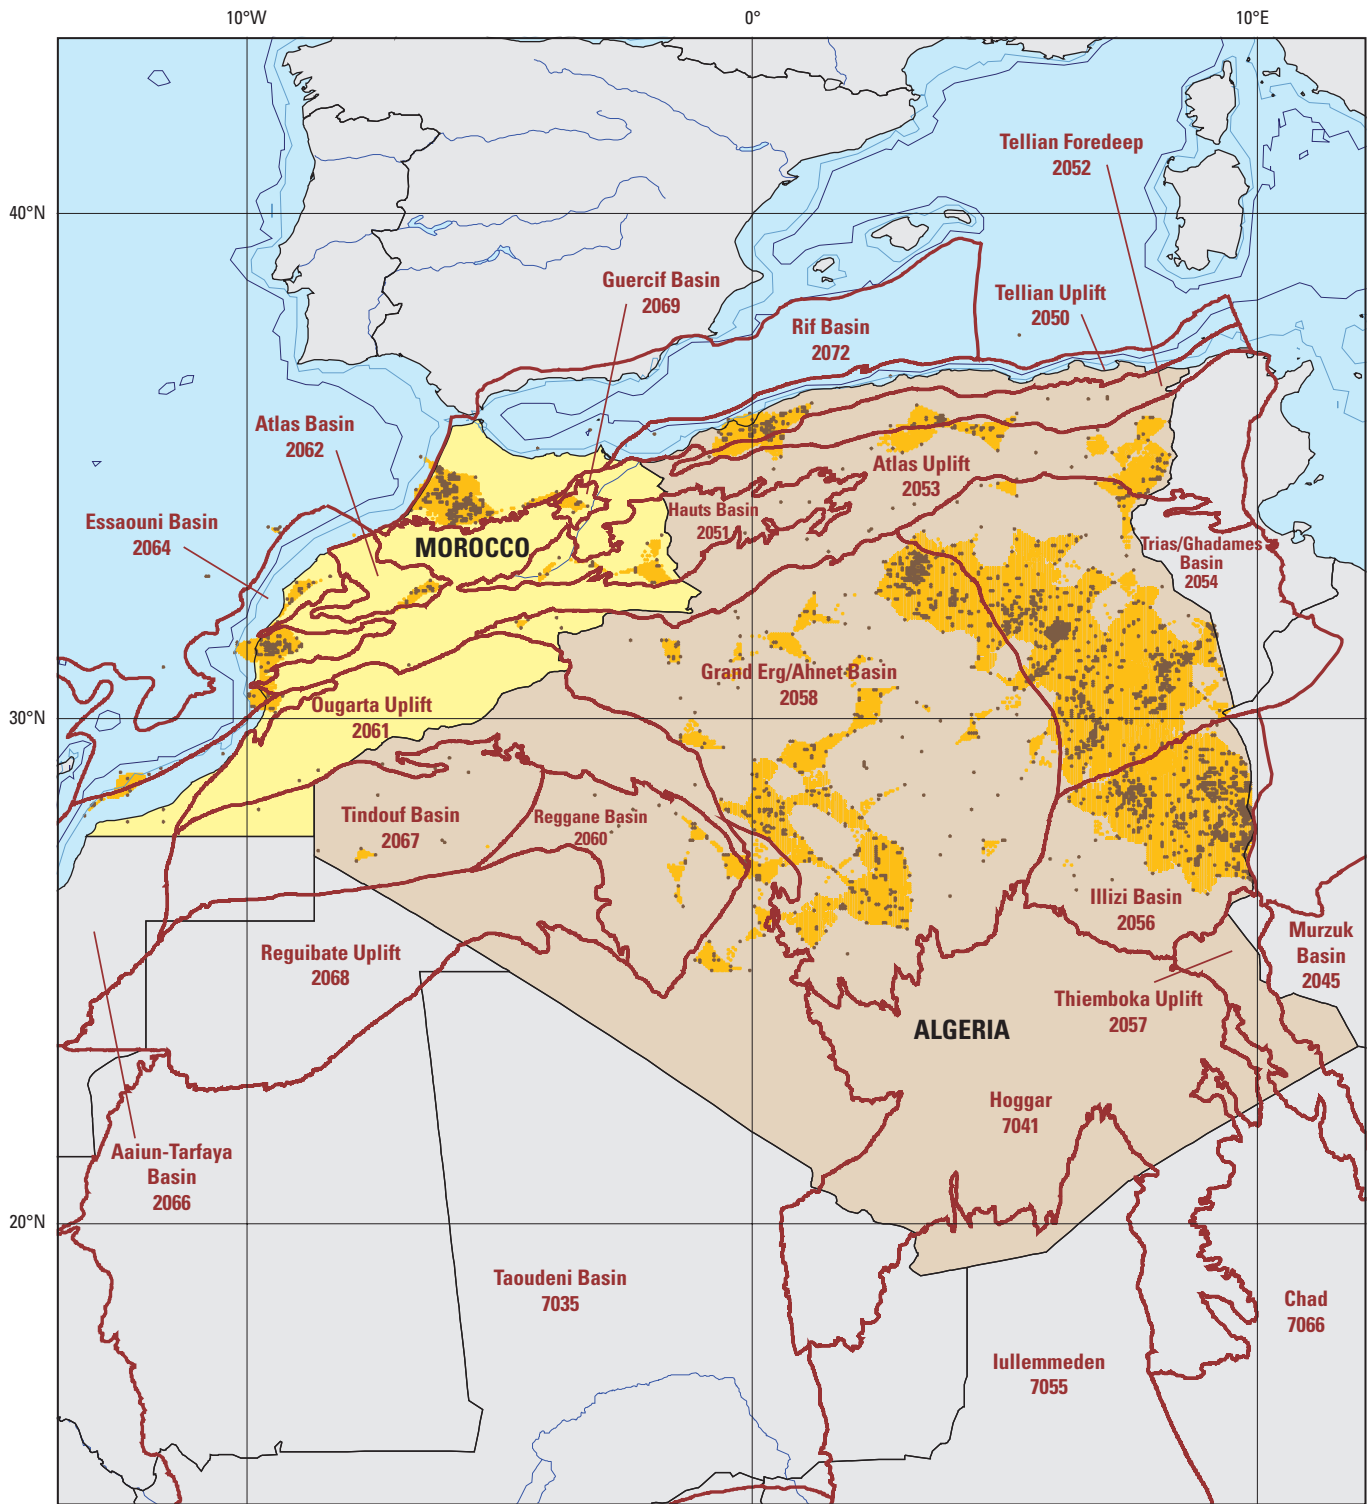 10°W
0°
10°E
Tellian Foredeep
2052
40°N
Guercif Basin
2069
Tellian Uplift
2050
Rif Basin
2072
Atlas Basin
2062
Atlas Uplift
2053
Essaouni Basin
2064
Hauts Basin
2051
MOROCCO
Trias/Ghadames
Basin
2054
Grand Erg/Ahnet Basin
2058
30°N
Ougarta Uplift
2061
Tindouf Basin
2067
Reggane Basin
2060
Illizi Basin
2056
Reguibate Uplift
2068
Murzuk
Basin
2045
Thiemboka Uplift
2057
ALGERIA
Hoggar
7041
Aaiun-Tarfaya
Basin
2066
20°N
Taoudeni Basin
7035
Chad
7066
Iullemmeden
7055